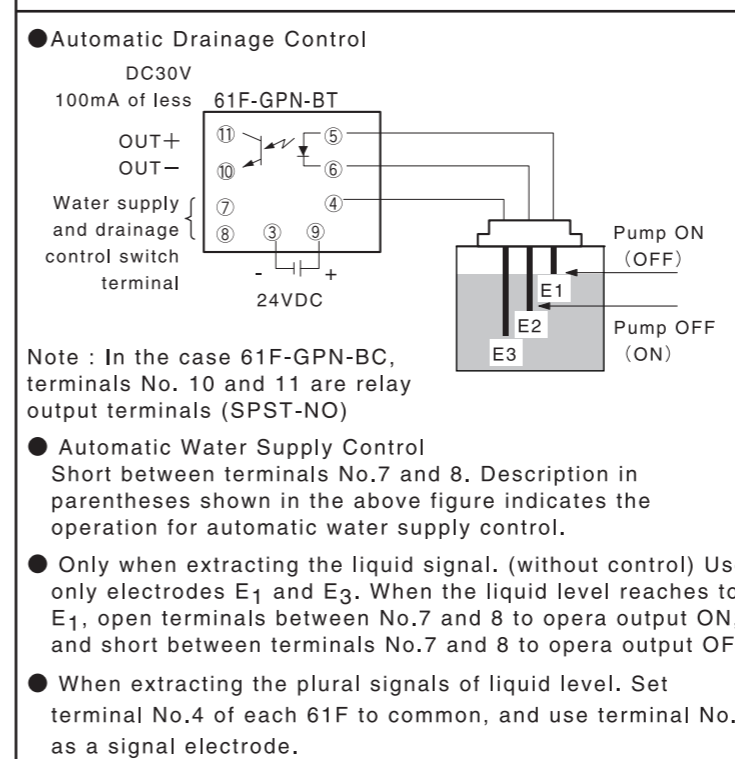 ●Automatic Drainage Control
DC30V
100mA of less 61F-GPN-BT
OUT+ ⑪ ⑤
OUT− ⑩ ⑥
Water supply ⑦ ④
and drainage ⑧ ③ ⑨
control switch
terminal
- +
24VDC
Pump ON
(OFF)
E1
E2
E3
Pump OFF
(ON)
Note : In the case 61F-GPN-BC,
terminals No. 10 and 11 are relay
output terminals (SPST-NO)
● Automatic Water Supply Control
Short between terminals No.7 and 8. Description in
parentheses shown in the above figure indicates the
operation for automatic water supply control.
● Only when extracting the liquid signal. (without control) Us
only electrodes E1 and E3. When the liquid level reaches to
E1, open terminals between No.7 and 8 to opera output ON,
and short between terminals No.7 and 8 to opera output OF
● When extracting the plural signals of liquid level. Set
terminal No.4 of each 61F to common, and use terminal No.
as a signal electrode.